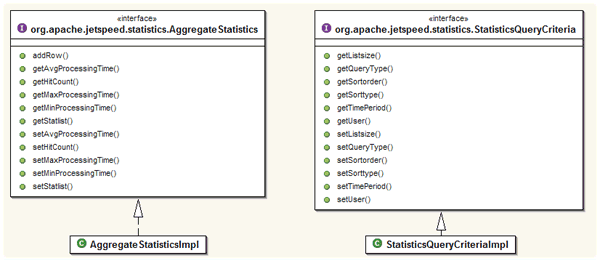 «interface»
I org.apache.jetspeed.statistics.AggregateStatistics
addRow()
getAvgProcessingTime()
getHitCount()
getMaxProcessingTime()
getMinProcessingTime()
getStatlist()
setAvgProcessingTime()
setHitCount()
setMaxProcessingTime()
setMinProcessingTime()
setStatlist()
C AggregateStatisticsImpl
«interface»
I org.apache.jetspeed.statistics.StatisticsQueryCriteria
getListsize()
getQueryType()
getSortorder()
getSorttype()
getTimePeriod()
getUser()
setListsize()
setQueryType()
setSortorder()
setSorttype()
setTimePeriod()
setUser()
C StatisticsQueryCriteriaImpl